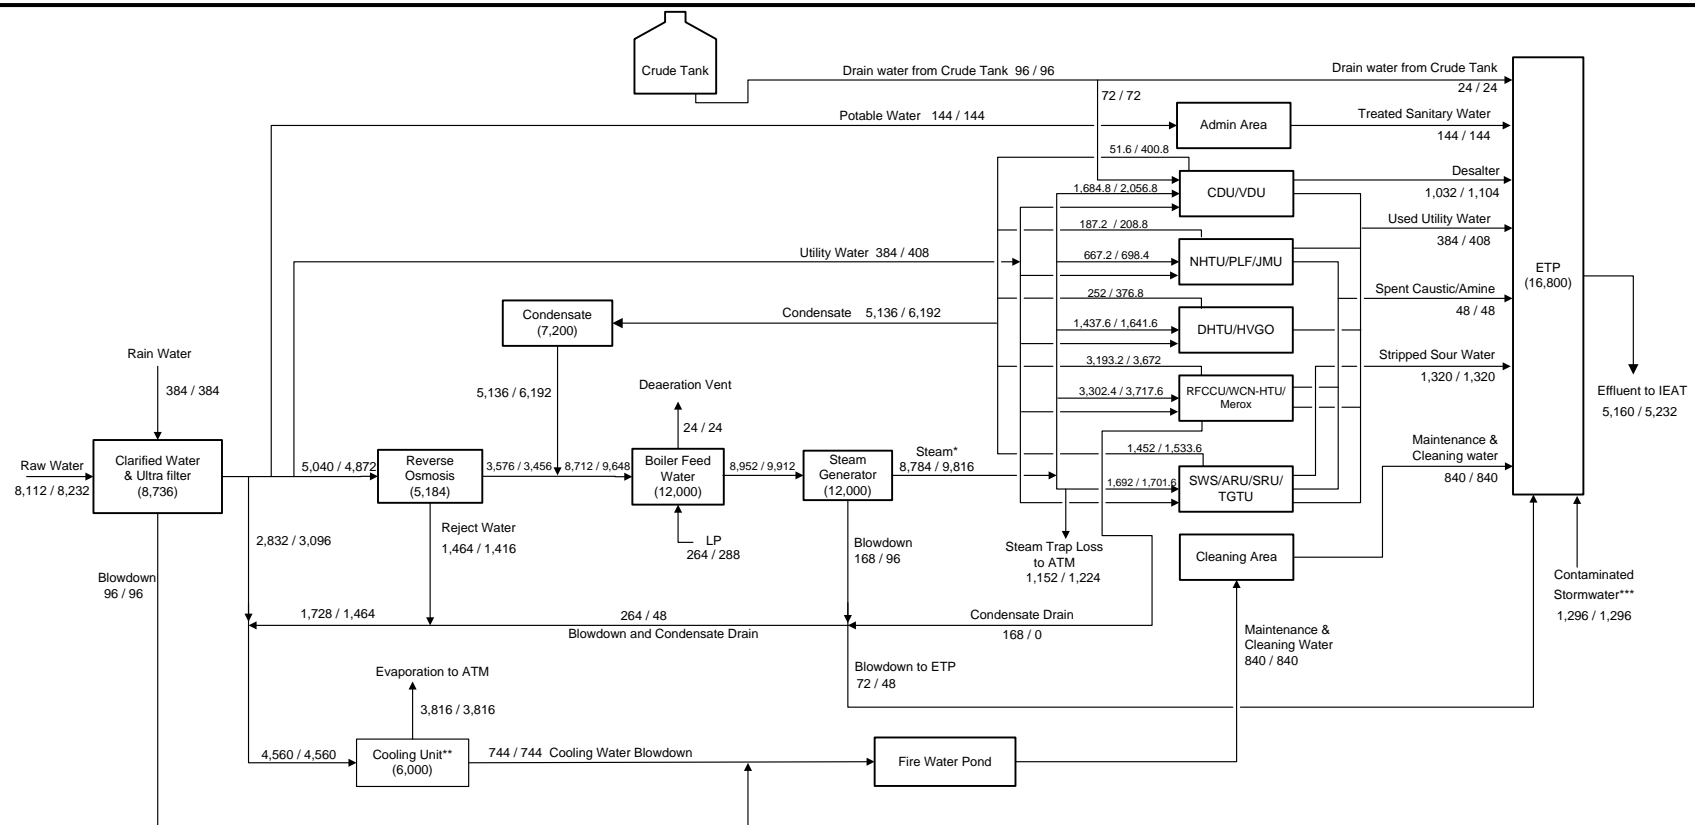 Crude Tank
Drain water from Crude Tank 96 / 96
Drain water from Crude Tank
24 / 24
72 / 72
Potable Water 144 / 144
Admin Area
Treated Sanitary Water
144 / 144
51.6 / 400.8
CDU/VDU
1,684.8 / 2,056.8
Desalter
1,032 / 1,104
187.2 / 208.8
Used Utility Water
384 / 408
Utility Water 384 / 408
667.2 / 698.4
NHTU/PLF/JMU
ETP
(16,800)
252 / 376.8
Spent Caustic/Amine
48 / 48
Condensate
(7,200)
Condensate 5,136 / 6,192
1,437.6 / 1,641.6
DHTU/HVGO
Rain Water
384 / 384
3,193.2 / 3,672
Stripped Sour Water
1,320 / 1,320
5,136 / 6,192
Deaeration Vent
24 / 24
3,302.4 / 3,717.6
RFCCU/WCN-HTU/
Merox
Effluent to IEAT
5,160 / 5,232
Raw Water
8,112 / 8,232
Clarified Water
& Ultra filter
(8,736)
5,040 / 4,872
Reverse
Osmosis
(5,184)
3,576 / 3,456
8,712 / 9,648
Boiler Feed
Water
(12,000)
8,952 / 9,912
Steam
Generator
(12,000)
Steam*
8,784 / 9,816
1,452 / 1,533.6
1,692 / 1,701.6
SWS/ARU/SRU/
TGTU
Maintenance &
Cleaning water
840 / 840
2,832 / 3,096
Reject Water
1,464 / 1,416
LP
264 / 288
Blowdown
168 / 96
Steam Trap Loss
to ATM
1,152 / 1,224
Cleaning Area
Blowdown
96 / 96
Contaminated
Stormwater***
1,296 / 1,296
1,728 / 1,464
264 / 48
Blowdown and Condensate Drain
Condensate Drain
168 / 0
Maintenance &
Cleaning Water
840 / 840
Evaporation to ATM
3,816 / 3,816
Blowdown to ETP
72 / 48
4,560 / 4,560
Cooling Unit**
(6,000)
744 / 744 Cooling Water Blowdown
Fire Water Pond